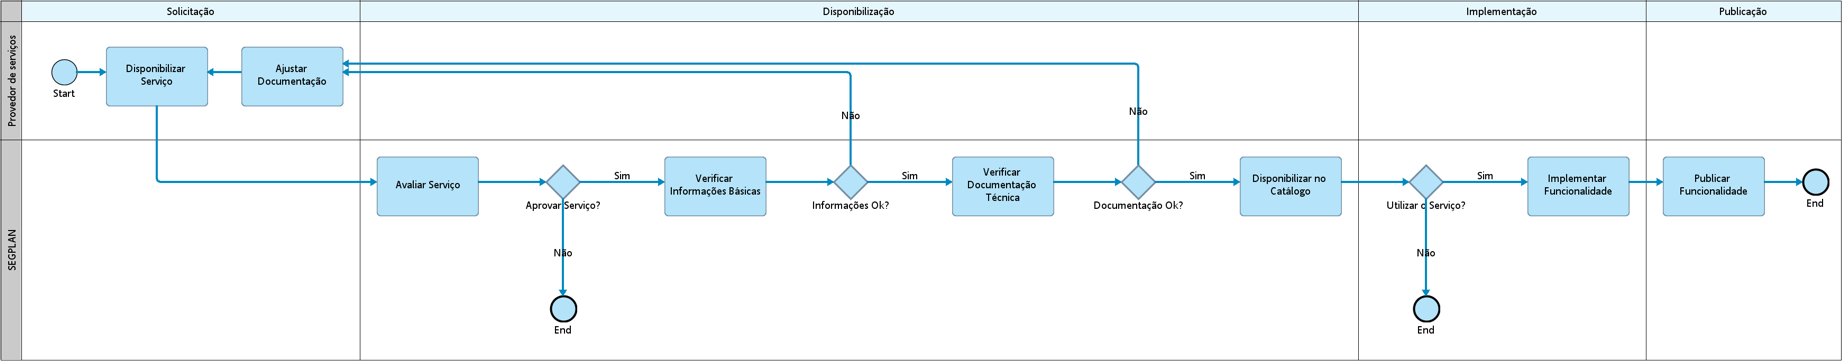 Solicitação
Disponibilização
Implementação
Publicação
Provedor de serviços
Start
Disponibilizar
Serviço
Ajustar
Documentação
Não
Não
SEGPLAN
Avaliar Serviço
Aprovar Serviço?
Sim
Não
End
Verificar
Informações Básicas
Informações Ok?
Sim
Verificar
Documentação
Técnica
Documentação Ok?
Sim
Disponibilizar no
Catálogo
Utilizar o Serviço?
Sim
Não
End
Implementar
Funcionalidade
Publicar
Funcionalidade
End